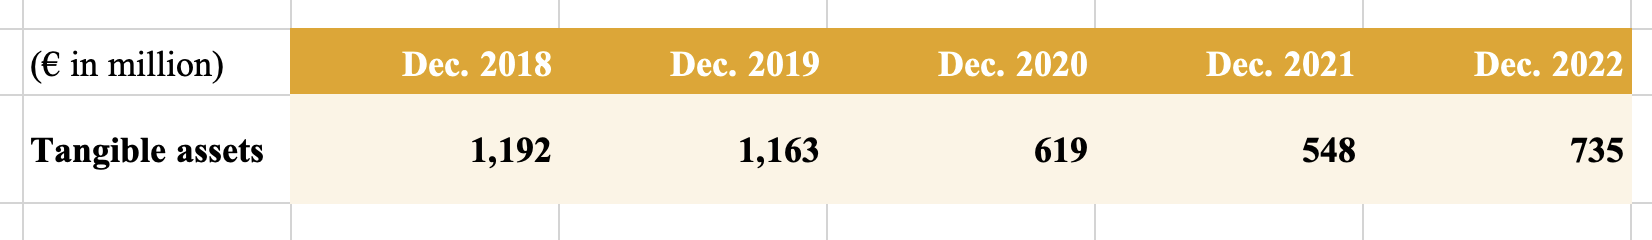 (€ in million) Dec. 2018 Dec. 2019 Dec. 2020 Dec. 2021 Dec. 2022
Tangible assets 1,192 1,163 619 548 735